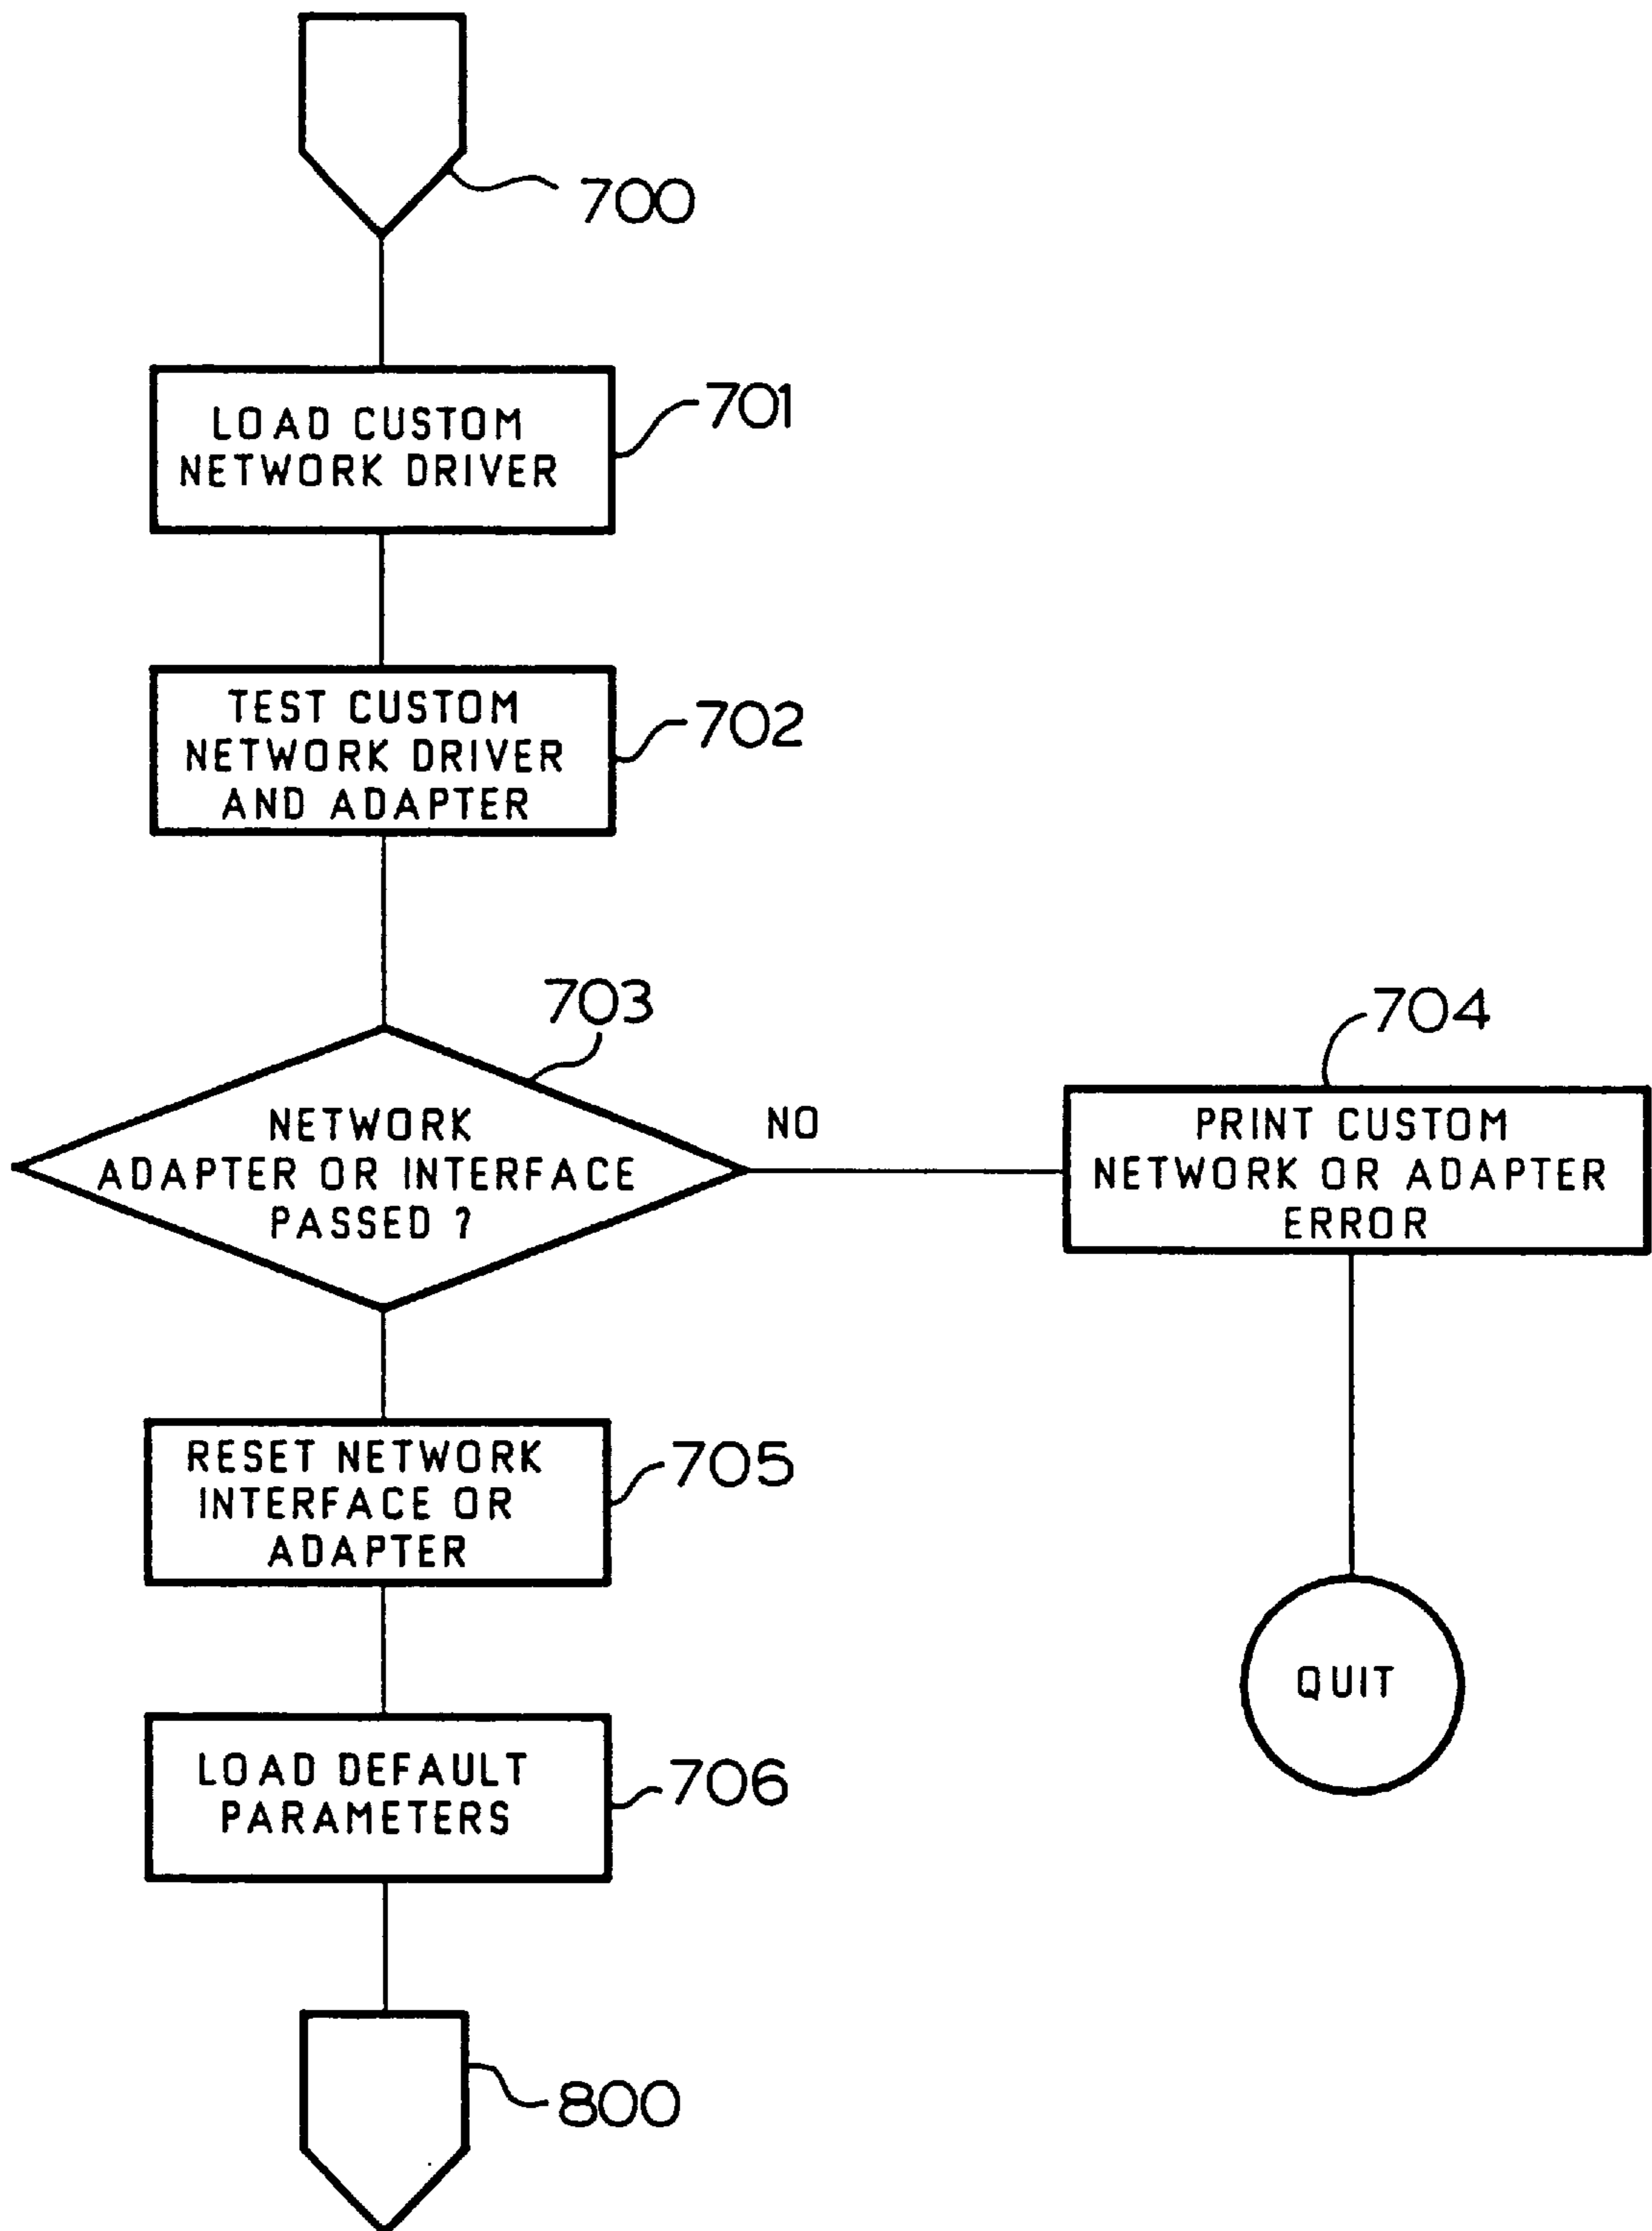 700
LOAD CUSTOM
NETWORK DRIVER
701
TEST CUSTOM
NETWORK DRIVER
AND ADAPTER
702
703
NETWORK
ADAPTER OR INTERFACE
PASSED ?
NO
704
PRINT CUSTOM
NETWORK OR ADAPTER
ERROR
RESET NETWORK
INTERFACE OR
ADAPTER
705
QUIT
LOAD DEFAULT
PARAMETERS
706
800